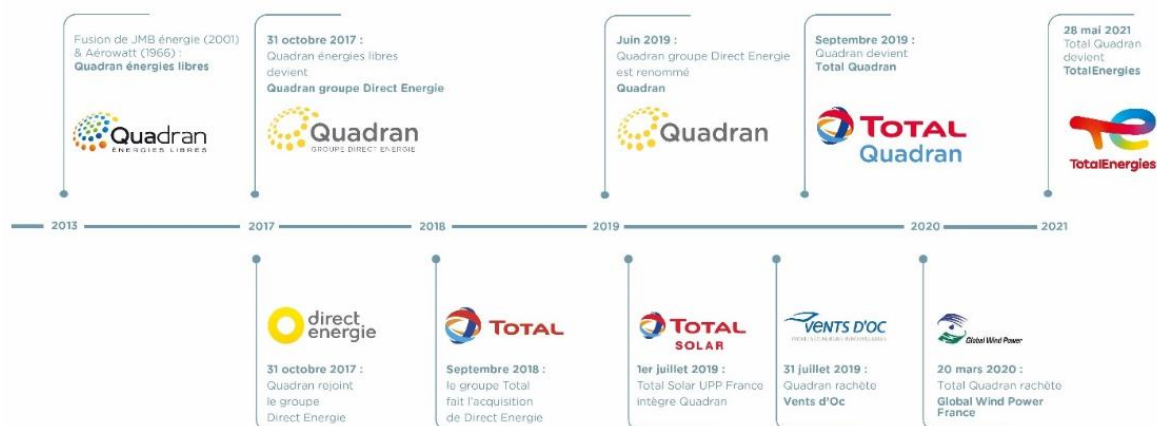 Fusion de JMB énergie (2001)
& Aérowatt (1966) :
Quadran énergies libres
Quadran
ÉNERGIES LIBRES
31 octobre 2017 :
Quadran énergies libres
devient
Quadran groupe Direct Energie
Quadran
GROUPE DIRECT ENERGIE
Juin 2019 :
Quadran groupe Direct Energie
est renommé
Quadran
Quadran
Septembre 2019 :
Quadran devient
Total Quadran
TOTAL
Quadran
28 mai 2021
Total Quadran
devient
TotalEnergies
TotalEnergies
2013
2017
2018
2019
2020
2021
direct
energie
31 octobre 2017 :
Quadran rejoint
le groupe
Direct Energie
TOTAL
Septembre 2018 :
le groupe Total
fait l'acquisition
de Direct Energie
TOTAL
SOLAR
1er juillet 2019 :
Total Solar UPP France
intègre Quadran
VENTS D'OC
31 juillet 2019 :
Quadran rachète
Vents d'Oc
Global Wind Power
20 mars 2020 :
Total Quadran rachète
Global Wind Power
France